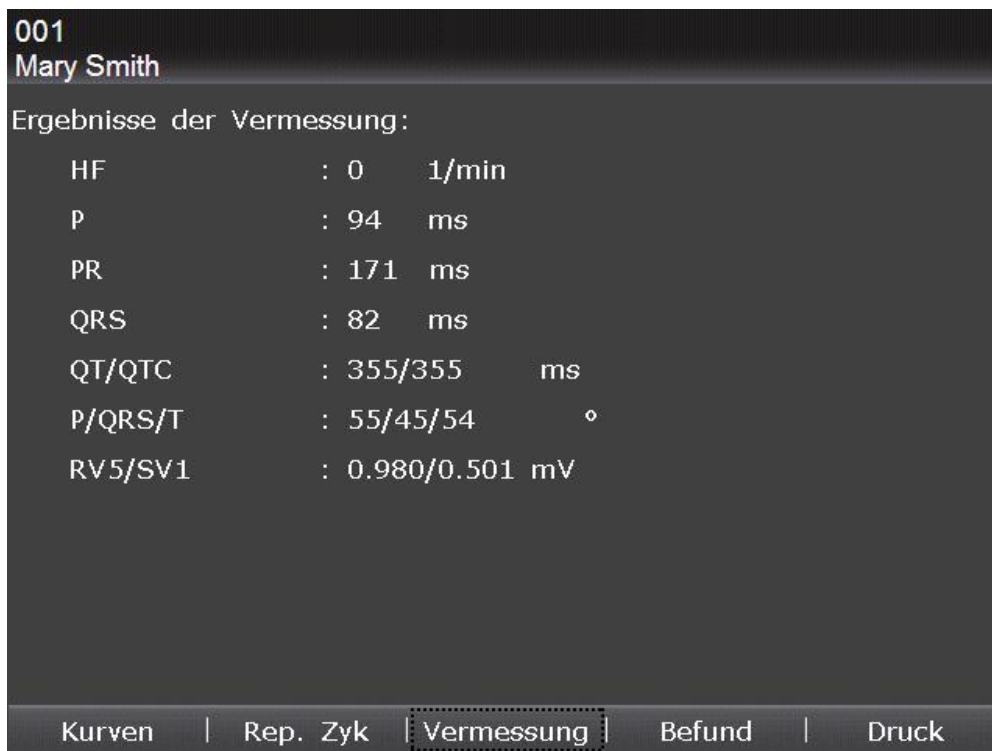 001
Mary Smith
Ergebnisse der Vermessung:
HF : 0 1/min
P : 94 ms
PR : 171 ms
QRS : 82 ms
QT/QTC : 355/355 ms
P/QRS/T : 55/45/54 °
RV5/SV1 : 0.980/0.501 mV
Kurven | Rep. Zyk | Vermessung | Befund | Druck